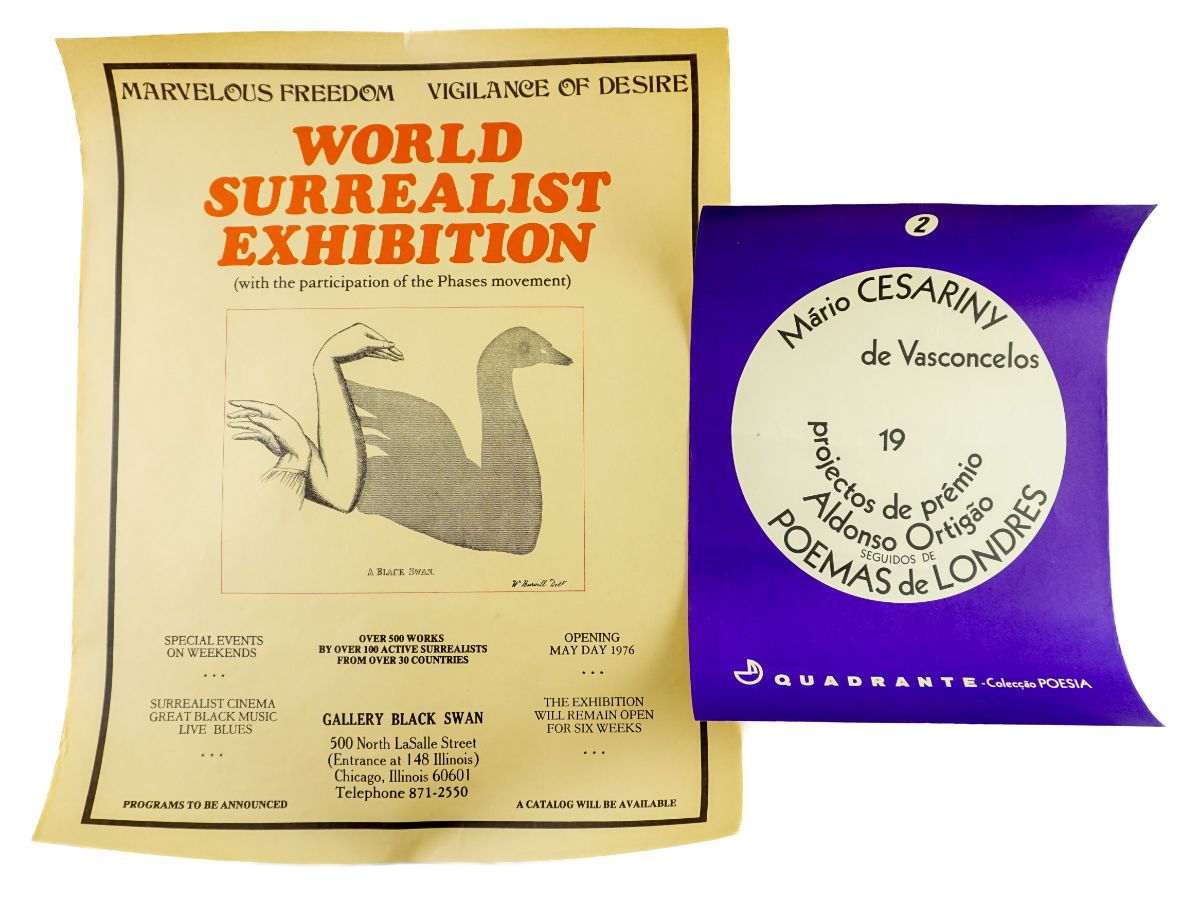 MARVELOUS FREEDOM VIGILANCE OF DESIRE
WORLD
SURREALIST
EXHIBITION
(with the participation of the Phases movement)
A BLACK SWAN.
Wm Bursill Delt
SPECIAL EVENTS
ON WEEKENDS
SURREALIST CINEMA
GREAT BLACK MUSIC
LIVE BLUES
PROGRAMS TO BE ANNOUNCED
OVER 500 WORKS
BY OVER 100 ACTIVE SURREALISTS
FROM OVER 30 COUNTRIES
GALLERY BLACK SWAN
500 North LaSalle Street
(Entrance at 148 Illinois)
Chicago, Illinois 60601
Telephone 871-2550
OPENING
MAY DAY 1976
THE EXHIBITION
WILL REMAIN OPEN
FOR SIX WEEKS
A CATALOG WILL BE AVAILABLE
2
Mário CESARINY
de Vasconcelos
19
projectos de prémio
Aldonso Ortigão
SEGUIDOS DE
POEMAS de LONDRES
QUADRANTE - Colecção POESIA